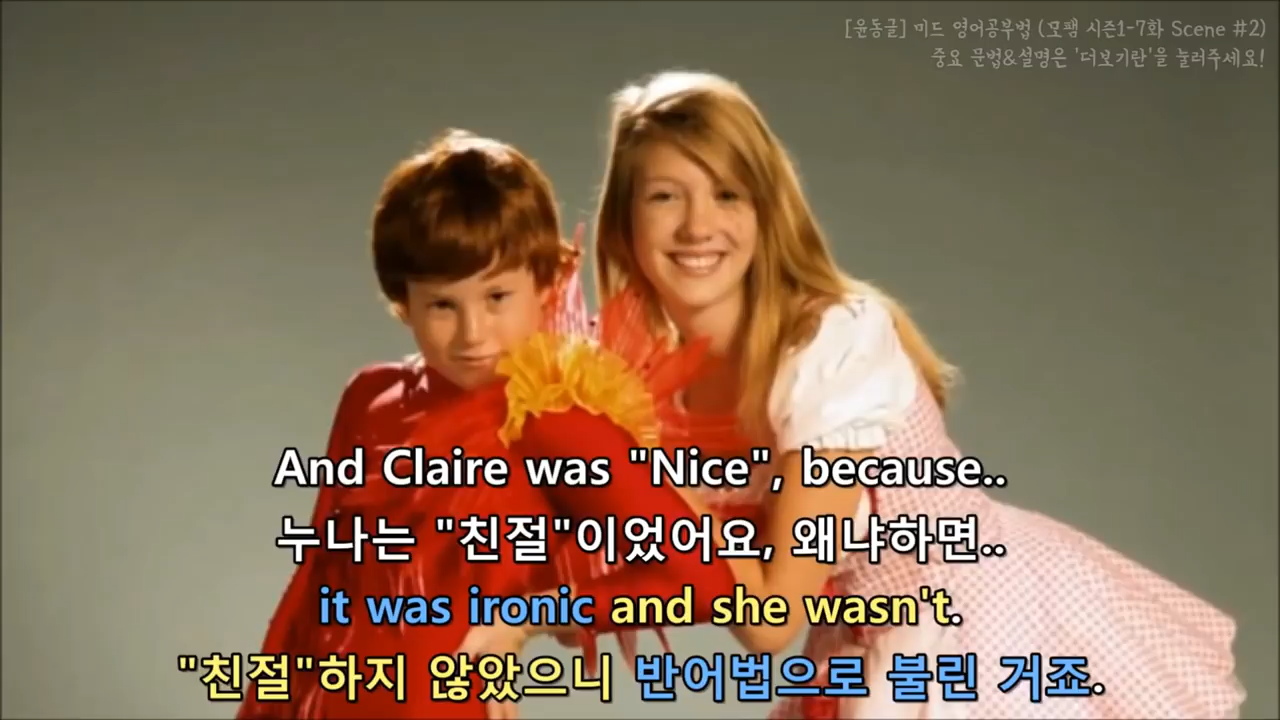 [윤동글] 미드 영어공부법 (모팸 시즌1-7화 Scene #2)
중요 문법&설명은 '더보기란'을 눌러주세요!
And Claire was "Nice", because..
누나는 "친절"이었어요, 왜냐하면..
it was ironic and she wasn't.
"친절"하지 않았으니 반어법으로 불린 거죠.